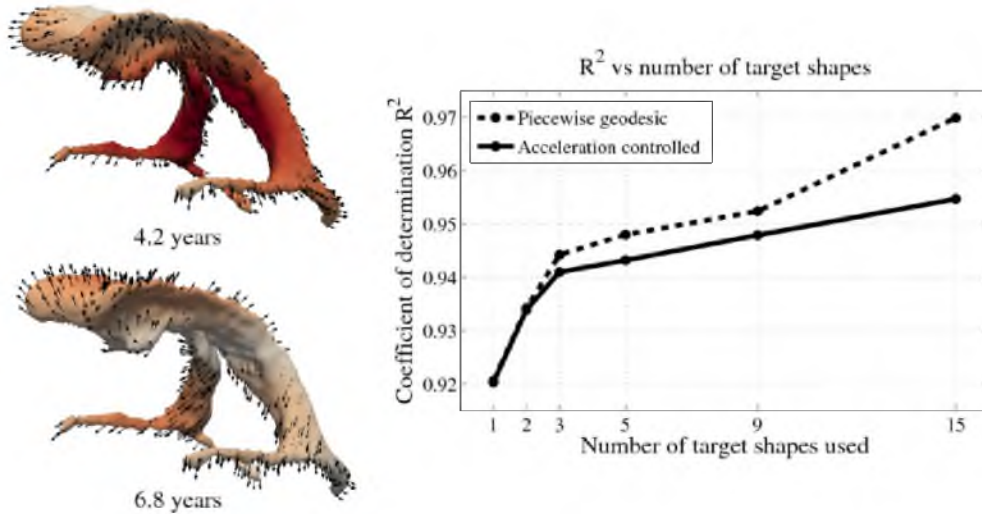 4.2 years
6.8 years
R² vs number of target shapes
Coefficient of determination R²
0.97
0.96
0.95
0.94
0.93
0.92
Piecewise geodesic
Acceleration controlled
1 2 3 5 9 15
Number of target shapes used